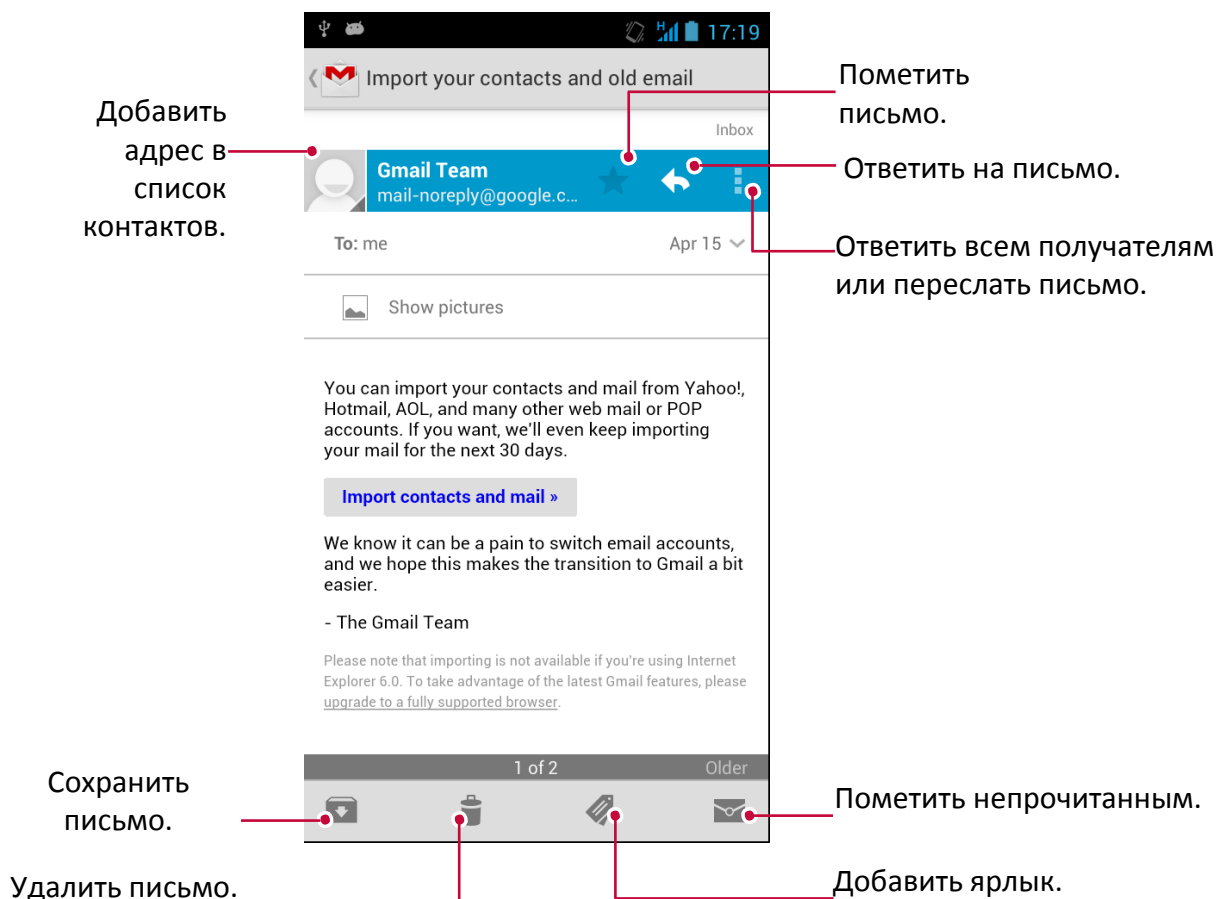 H 17:19
Import your contacts and old email
Inbox
Gmail Team
mail-noreply@google.c...
To: me Apr 15
Show pictures
You can import your contacts and mail from Yahoo!,
Hotmail, AOL, and many other web mail or POP
accounts. If you want, we'll even keep importing
your mail for the next 30 days.
Import contacts and mail »
We know it can be a pain to switch email accounts,
and we hope this makes the transition to Gmail a bit
easier.
- The Gmail Team
Please note that importing is not available if you're using Internet
Explorer 6.0. To take advantage of the latest Gmail features, please
upgrade to a fully supported browser.
1 of 2 Older
Добавить
адрес в
список
контактов.
Пометить
письмо.
Ответить на письмо.
Ответить всем получателям
или переслать письмо.
Сохранить
письмо.
Удалить письмо.
Пометить непрочитанным.
Добавить ярлык.